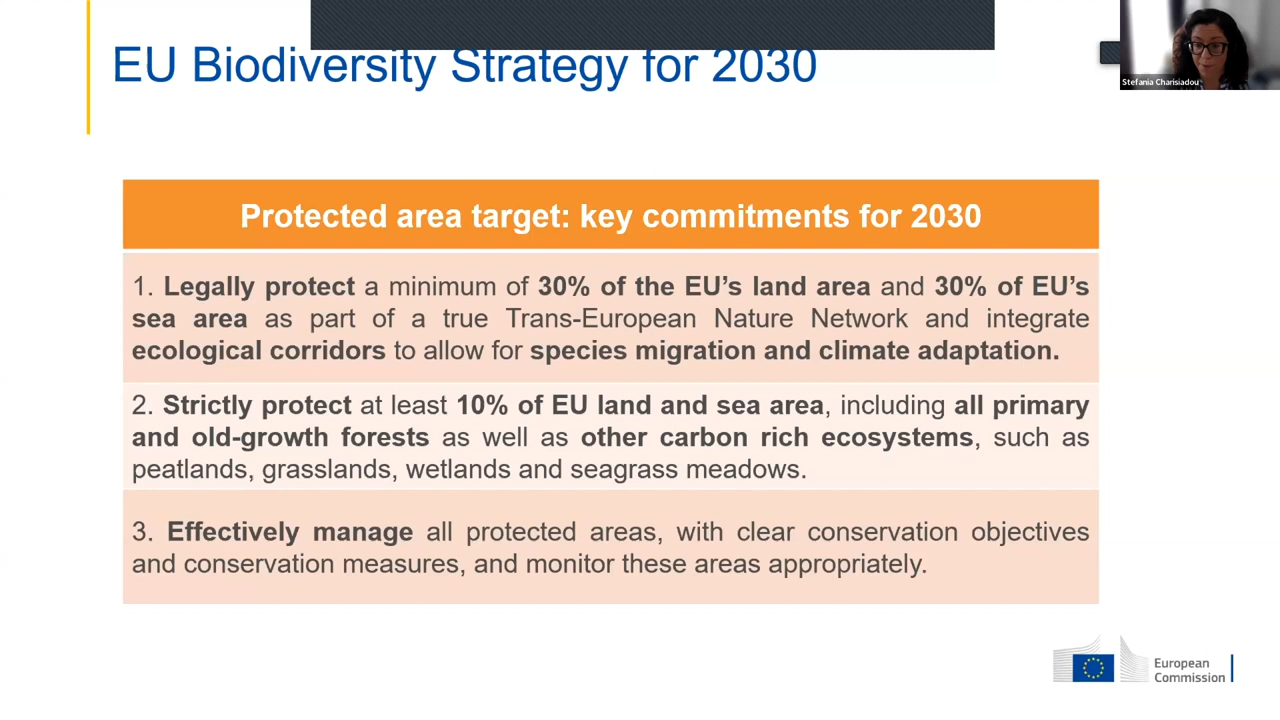 EU Biodiversity Strategy for 2030
Stefania Charisiadou
Protected area target: key commitments for 2030
1. Legally protect a minimum of 30% of the EU’s land area and 30% of EU’s
sea area as part of a true Trans-European Nature Network and integrate
ecological corridors to allow for species migration and climate adaptation.
2. Strictly protect at least 10% of EU land and sea area, including all primary
and old-growth forests as well as other carbon rich ecosystems, such as
peatlands, grasslands, wetlands and seagrass meadows.
3. Effectively manage all protected areas, with clear conservation objectives
and conservation measures, and monitor these areas appropriately.
European
Commission